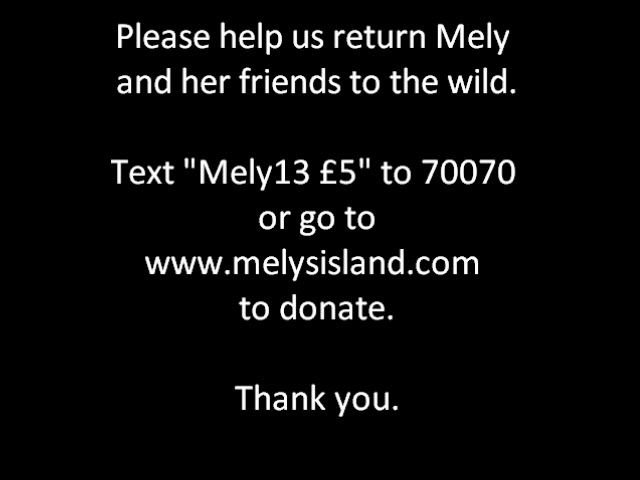 Please help us return Mely
and her friends to the wild.
Text "Mely13 £5" to 70070
or go to
www.melysisland.com
to donate.
Thank you.